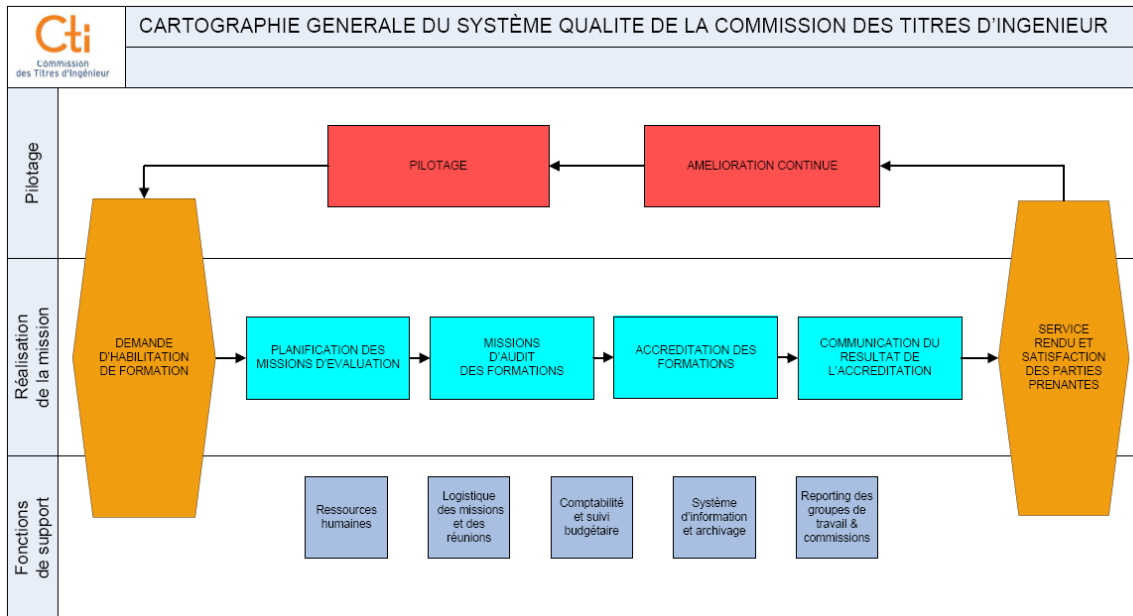 Cti
Commission
des Titres d'Ingénieur
CARTOGRAPHIE GENERALE DU SYSTÈME QUALITE DE LA COMMISSION DES TITRES D'INGENIEUR
Pilotage
PILOTAGE
AMELIORATION CONTINUE
Réalisation
de la mission
DEMANDE
D'HABILITATION
DE FORMATION
PLANIFICATION DES
MISSIONS D'EVALUATION
MISSIONS
D'AUDIT
DES FORMATIONS
ACCREDITATION DES
FORMATIONS
COMMUNICATION DU
RESULTAT DE
L'ACCREDITATION
SERVICE
RENDU ET
SATISFACTION
DES PARTIES
PRENANTES
Fonctions
de support
Ressources
humaines
Logistique
des missions
et des
réunions
Comptabilité
et suivi
budgétaire
Système
d'information
et archivage
Reporting des
groupes de
travail &
commissions